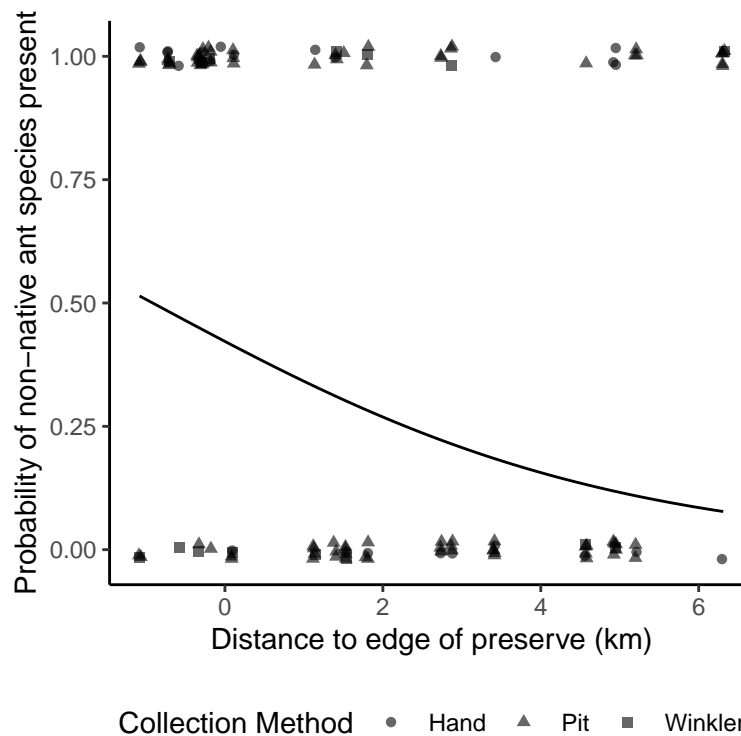 Probability of non−native ant species present
1.00
0.75
0.50
0.25
0.00
0 2 4 6
Distance to edge of preserve (km)
Collection Method Hand Pit Winkler